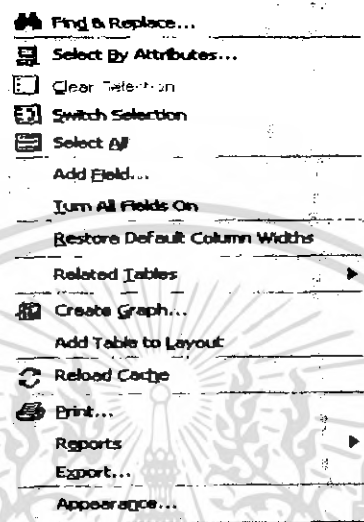 Find & Replace...
Select By Attributes...
Clear Selection
Switch Selection
Select All
Add Field...
Turn All Fields On
Restore Default Column Widths
Related Tables
Create Graph...
Add Table to Layout
Reload Cache
Print...
Reports
Export...
Appearance...